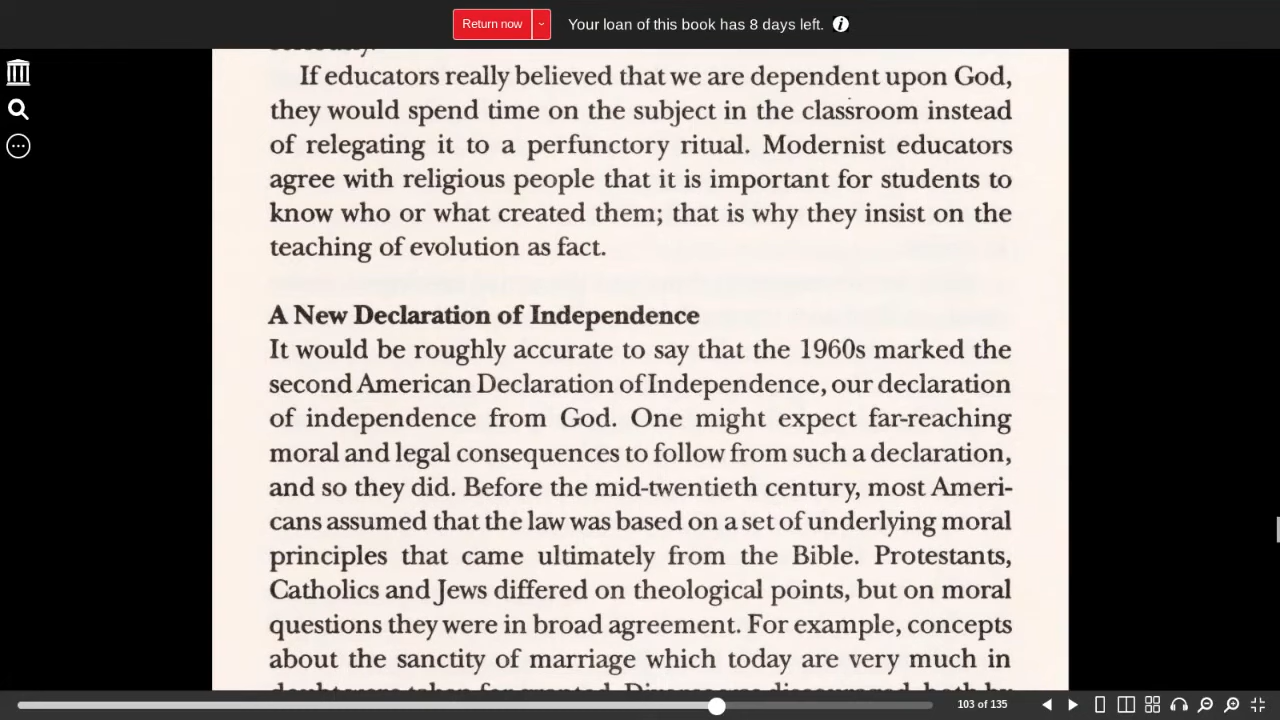 Return now
Your loan of this book has 8 days left.
If educators really believed that we are dependent upon God,
they would spend time on the subject in the classroom instead
of relegating it to a perfunctory ritual. Modernist educators
agree with religious people that it is important for students to
know who or what created them; that is why they insist on the
teaching of evolution as fact.
A New Declaration of Independence
It would be roughly accurate to say that the 1960s marked the
second American Declaration of Independence, our declaration
of independence from God. One might expect far-reaching
moral and legal consequences to follow from such a declaration,
and so they did. Before the mid-twentieth century, most Ameri-
cans assumed that the law was based on a set of underlying moral
principles that came ultimately from the Bible. Protestants,
Catholics and Jews differed on theological points, but on moral
questions they were in broad agreement. For example, concepts
about the sanctity of marriage which today are very much in
103 of 135